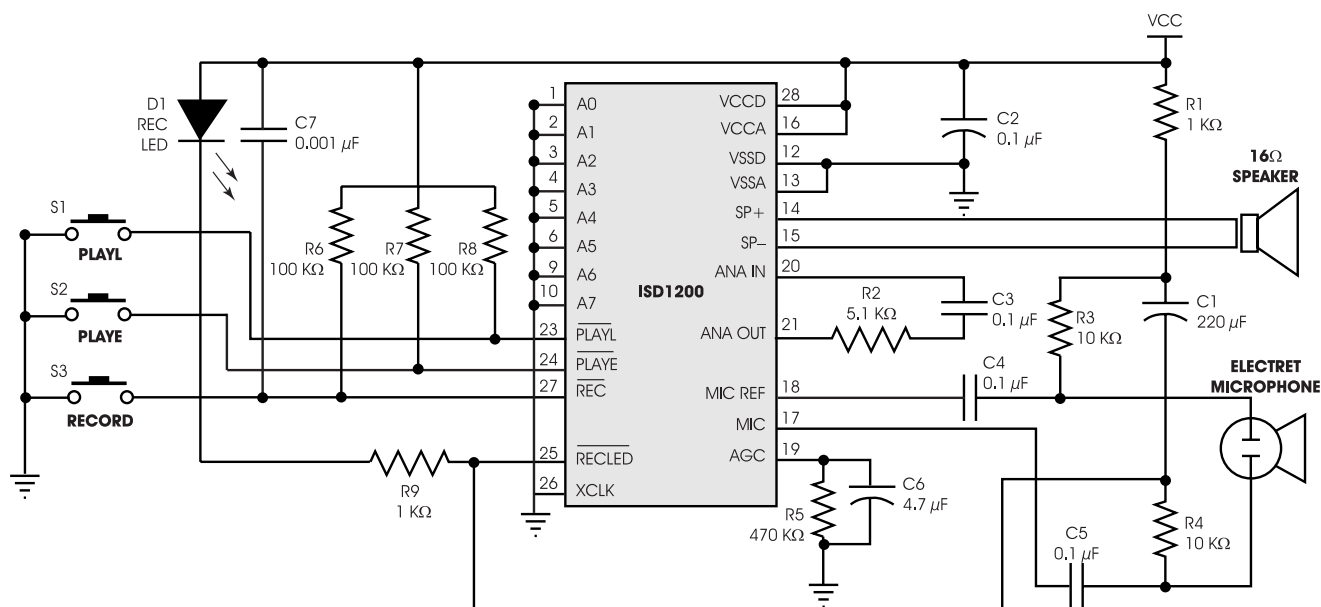 VCC
D1
REC
LED
C7
0.001 µF
S1
PLAYL
S2
PLAYE
S3
RECORD
R6
100 KΩ
R7
100 KΩ
R8
100 KΩ
R9
1 KΩ
1
A0
2
A1
3
A2
4
A3
5
A4
6
A5
9
A6
10
A7
23
PLAYL
24
PLAYE
27
REC
25
RECLED
26
XCLK
ISD1200
VCCD
28
VCCA
16
VSSD
12
VSSA
13
SP+
14
SP–
15
ANA IN
20
ANA OUT
21
MIC REF
18
MIC
17
AGC
19
C2
0.1 µF
R1
1 KΩ
16Ω
SPEAKER
R2
5.1 KΩ
C3
0.1 µF
R3
10 KΩ
C1
220 µF
C4
0.1 µF
ELECTRET
MICROPHONE
R5
470 KΩ
C6
4.7 µF
C5
0.1 µF
R4
10 KΩ